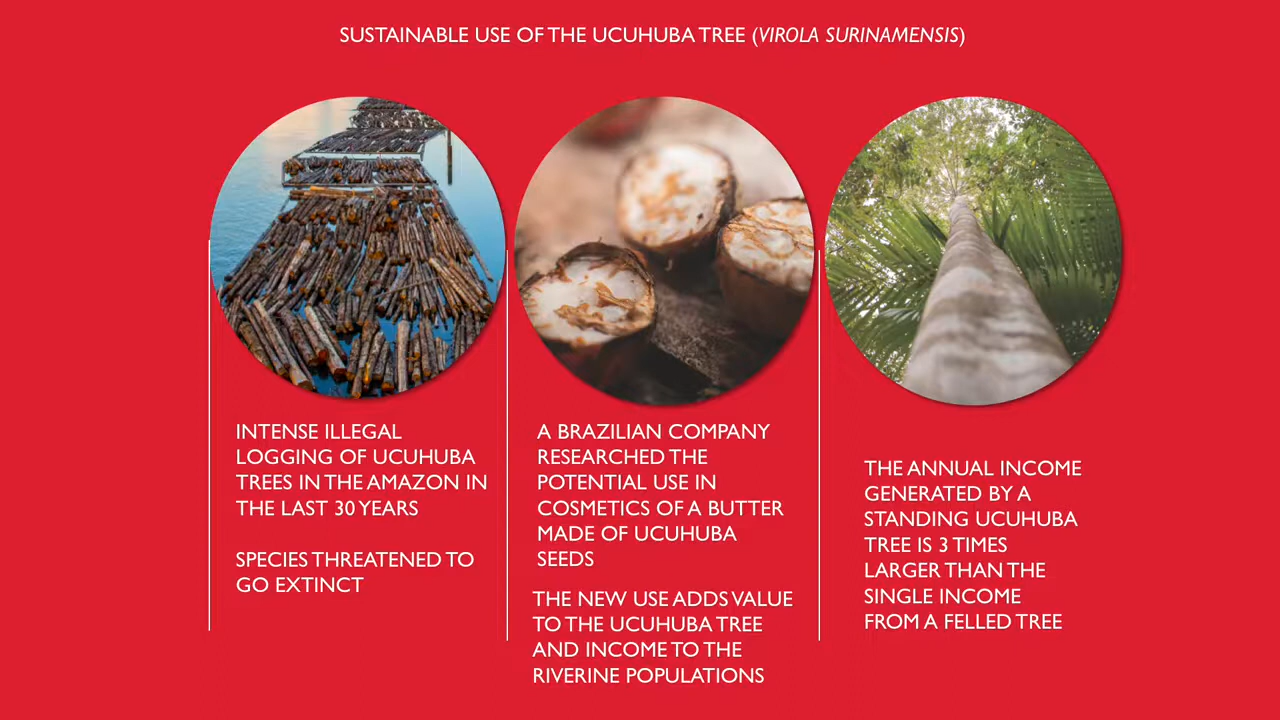 SUSTAINABLE USE OF THE UCUHUBA TREE (VIROLA SURINAMENSIS)
INTENSE ILLEGAL
LOGGING OF UCUHUBA
TREES IN THE AMAZON IN
THE LAST 30 YEARS
SPECIES THREATENED TO
GO EXTINCT
A BRAZILIAN COMPANY
RESEARCHED THE
POTENTIAL USE IN
COSMETICS OF A BUTTER
MADE OF UCUHUBA
SEEDS
THE NEW USE ADDS VALUE
TO THE UCUHUBA TREE
AND INCOME TO THE
RIVERINE POPULATIONS
THE ANNUAL INCOME
GENERATED BY A
STANDING UCUHUBA
TREE IS 3 TIMES
LARGER THAN THE
SINGLE INCOME
FROM A FELLED TREE